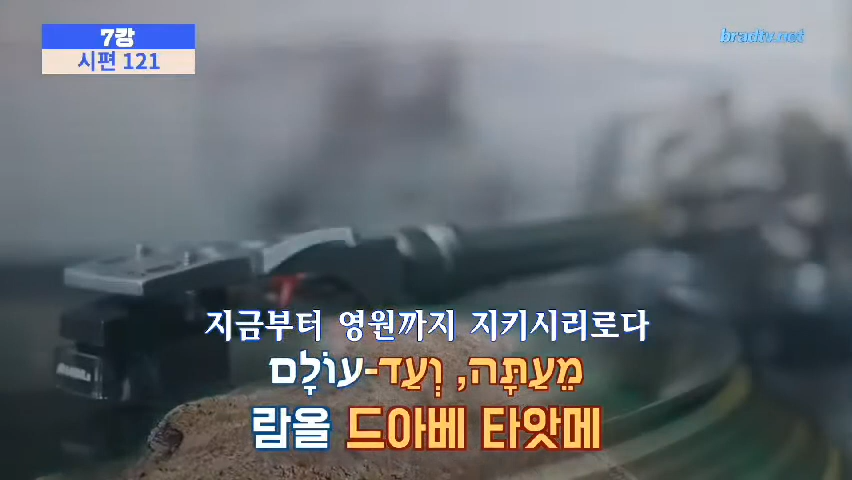 7강
시편 121
bradtv.net
지금부터 영원까지 지키시리로다
מֵעַתָּה, וְעַד-עוֹלָם
람올 드아베 타앗메